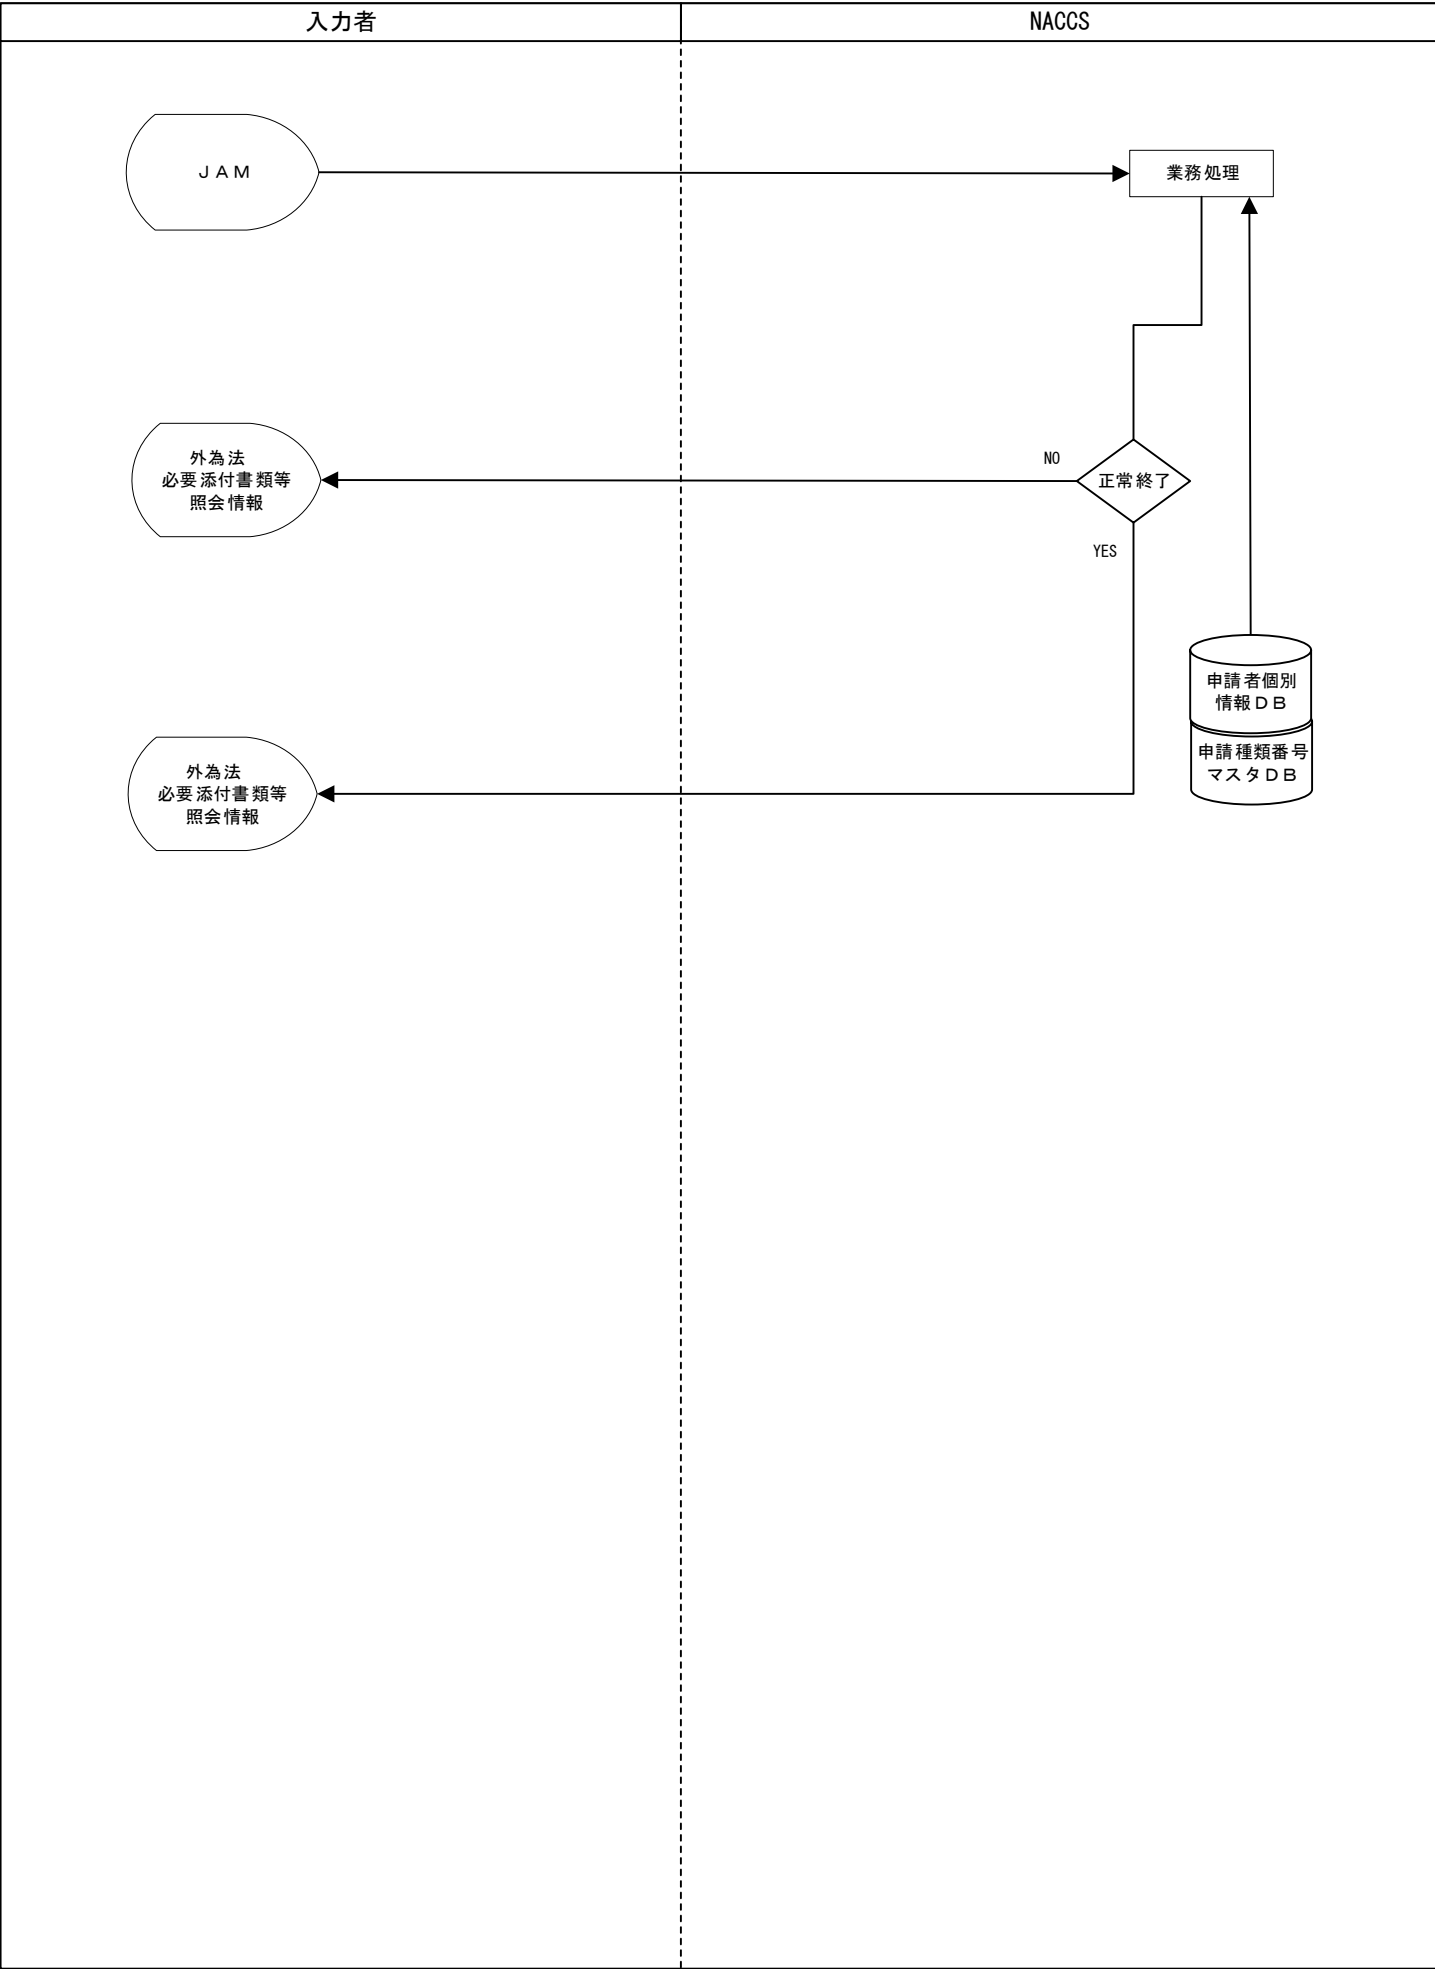 入力者
NACCS
ＪＡＭ
業務処理
外為法
必要添付書類等
照会情報
NO
正常終了
YES
申請者個別
情報ＤＢ
申請種類番号
マスタＤＢ
外為法
必要添付書類等
照会情報